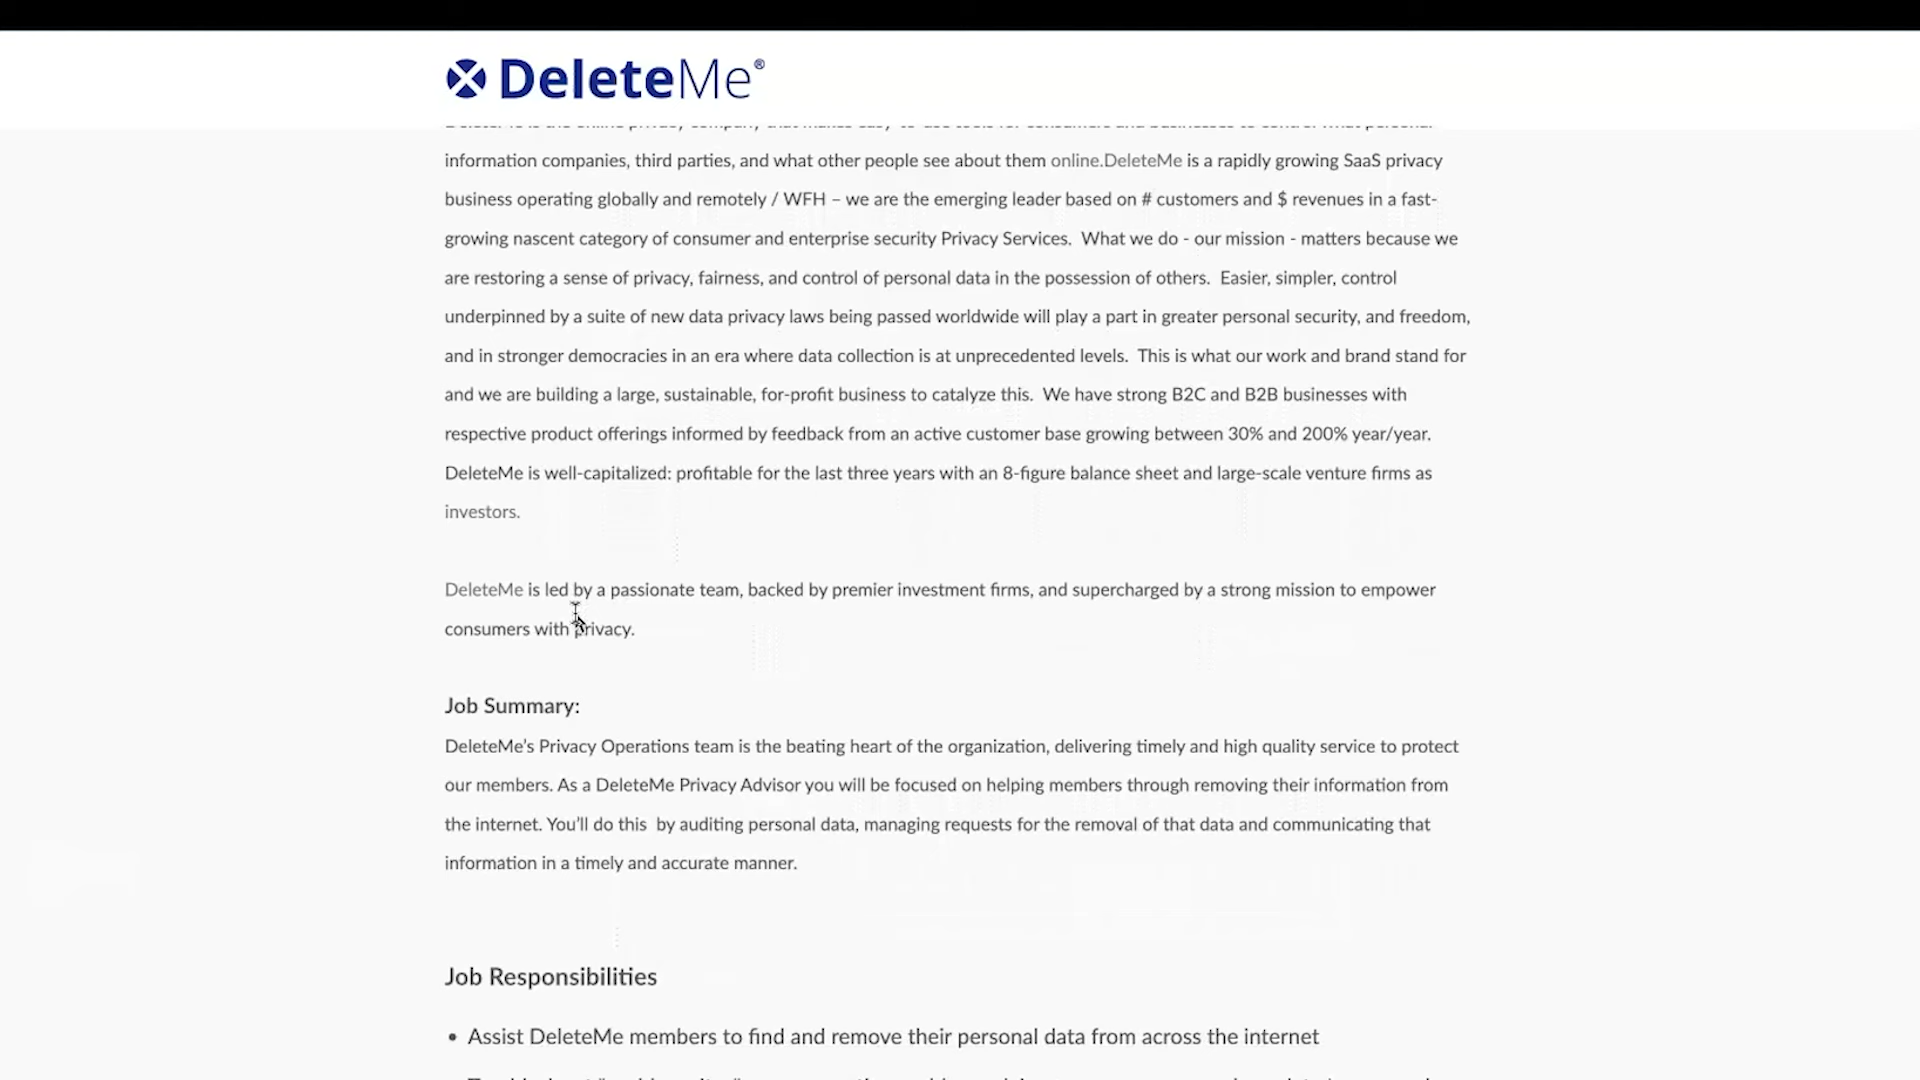 DeleteMe®
information companies, third parties, and what other people see about them online.DeleteMe is a rapidly growing SaaS privacy
business operating globally and remotely / WFH – we are the emerging leader based on # customers and $ revenues in a fast-
growing nascent category of consumer and enterprise security Privacy Services.  What we do - our mission - matters because we
are restoring a sense of privacy, fairness, and control of personal data in the possession of others.  Easier, simpler, control
underpinned by a suite of new data privacy laws being passed worldwide will play a part in greater personal security, and freedom,
and in stronger democracies in an era where data collection is at unprecedented levels.  This is what our work and brand stand for
and we are building a large, sustainable, for-profit business to catalyze this.  We have strong B2C and B2B businesses with
respective product offerings informed by feedback from an active customer base growing between 30% and 200% year/year.
DeleteMe is well-capitalized: profitable for the last three years with an 8-figure balance sheet and large-scale venture firms as
investors.
DeleteMe is led by a passionate team, backed by premier investment firms, and supercharged by a strong mission to empower
consumers with privacy.
Job Summary:
DeleteMe’s Privacy Operations team is the beating heart of the organization, delivering timely and high quality service to protect
our members. As a DeleteMe Privacy Advisor you will be focused on helping members through removing their information from
the internet. You’ll do this  by auditing personal data, managing requests for the removal of that data and communicating that
information in a timely and accurate manner.
Job Responsibilities
• Assist DeleteMe members to find and remove their personal data from across the internet